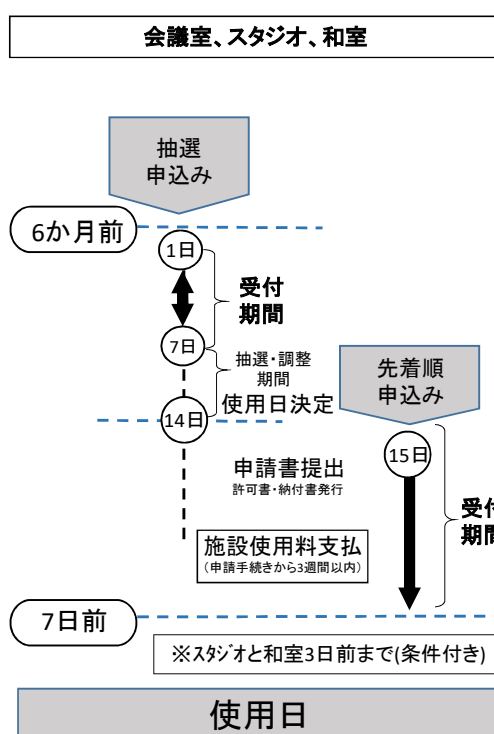 会議室、スタジオ、和室
抽選
申込み
6か月前
1日
受付
期間
7日
抽選・調整
期間
先着順
申込み
使用日決定
14日
15日
申請書提出
許可書・納付書発行
受付
期間
施設使用料支払
（申請手続きから3週間以内）
7日前
※スタジオと和室3日前まで(条件付き)
使用日